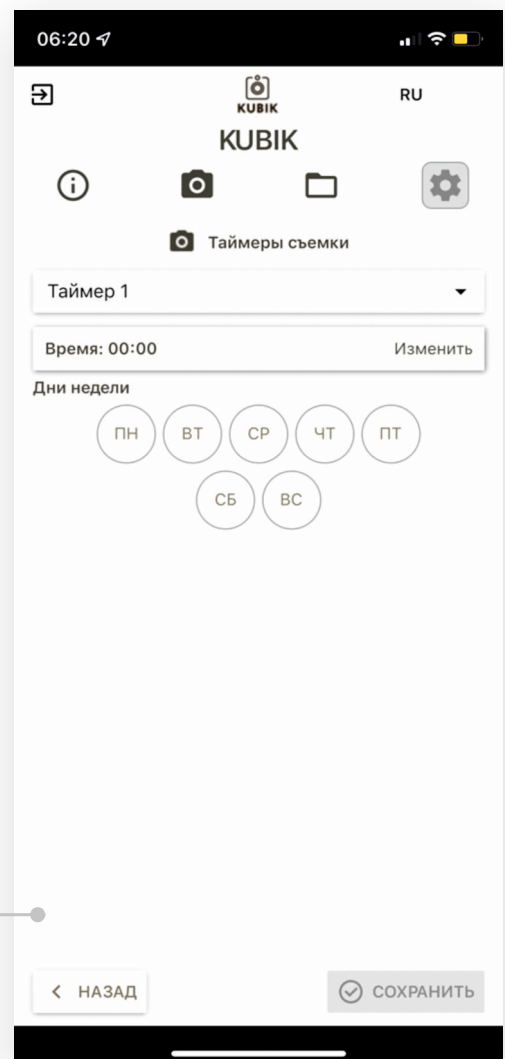 06:20
KUBIK
RU
KUBIK
Таймеры съемки
Таймер 1
Время: 00:00 Изменить
Дни недели
ПН ВТ СР ЧТ ПТ
СБ ВС
НАЗАД СОХРАНИТЬ